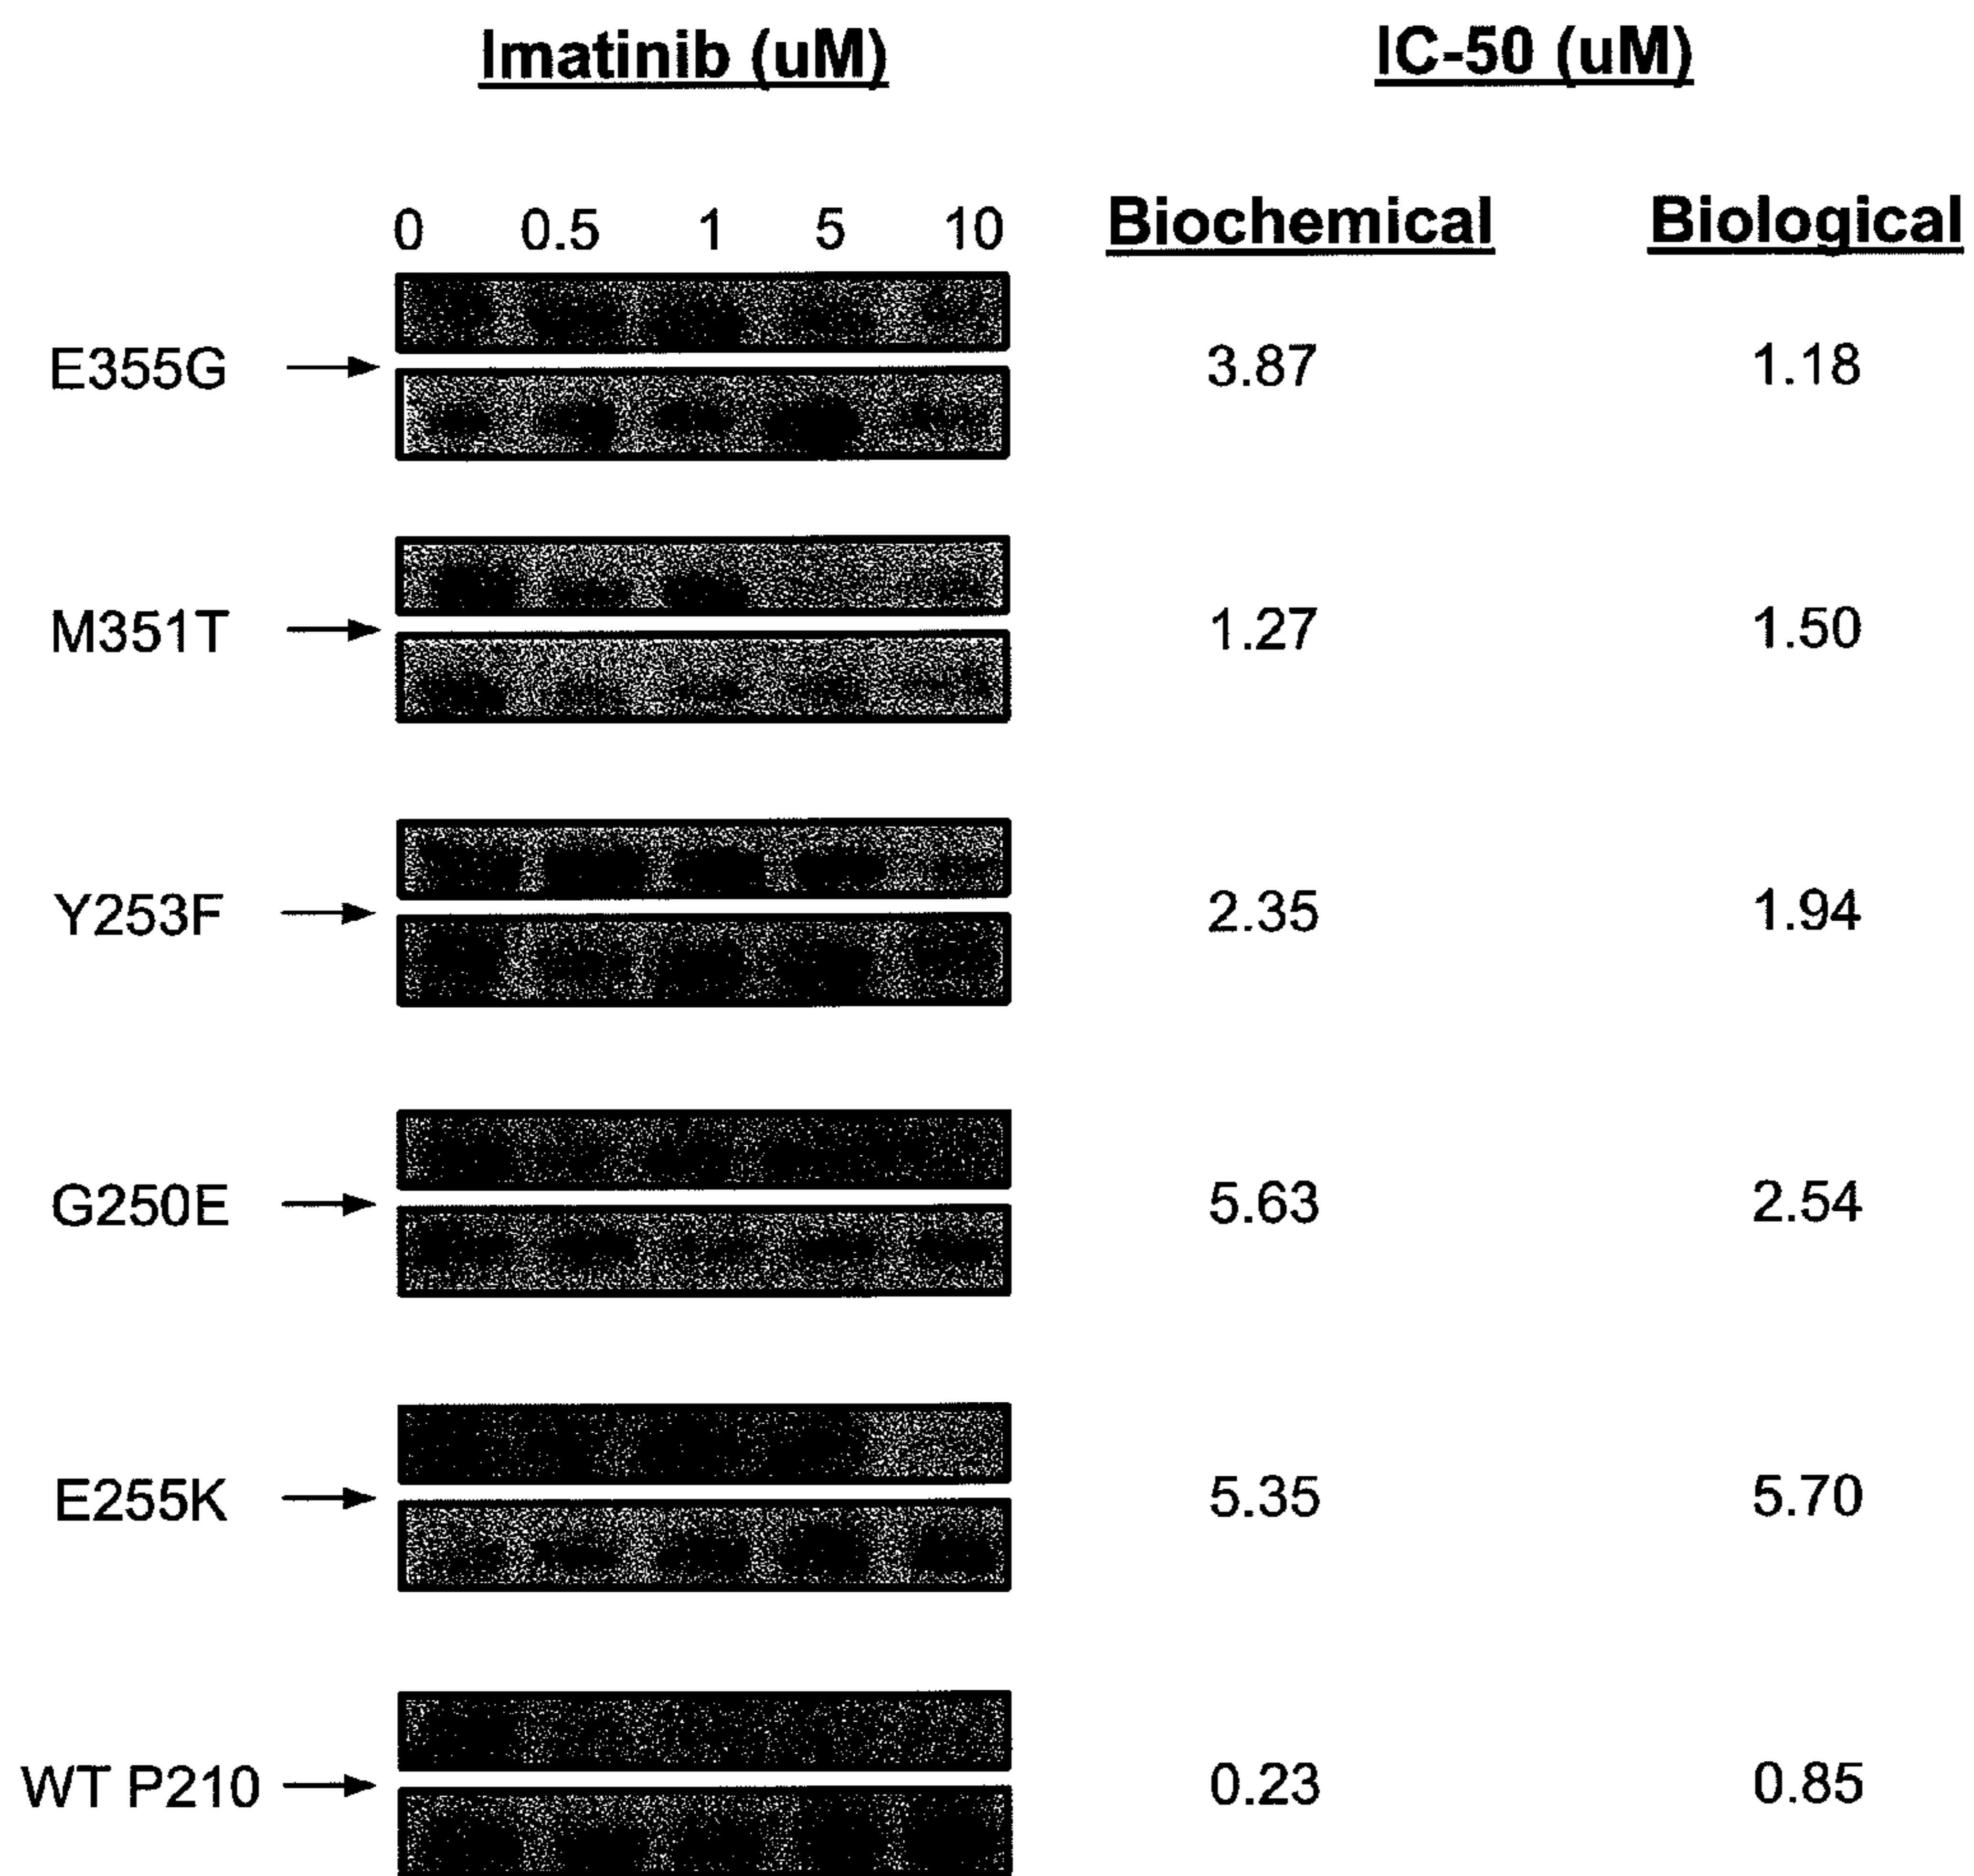 Imatinib (uM) IC-50 (uM)
0 0.5 1 5 10 Biochemical Biological
E355G 3.87 1.18
M351T 1.27 1.50
Y253F 2.35 1.94
G250E 5.63 2.54
E255K 5.35 5.70
WT P210 0.23 0.85